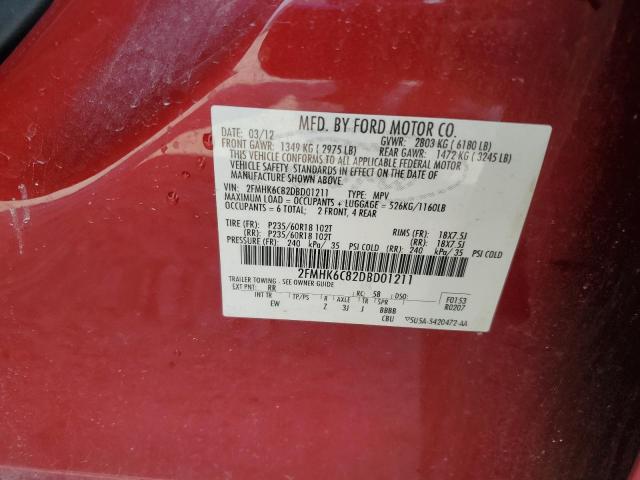 MFD. BY FORD MOTOR CO.
DATE: 03/12 GVWR: 2803 KG ( 6180 LB)
FRONT GAWR: 1349 KG ( 2975 LB) REAR GAWR: 1472 KG ( 3245 LB)
THIS VEHICLE CONFORMS TO ALL APPLICABLE FEDERAL MOTOR
VEHICLE SAFETY STANDARDS IN EFFECT ON THE DATE OF
MANUFACTURE SHOWN ABOVE.
VIN: 2FMHK6C82DBD01211 TYPE: MPV
MAXIMUM LOAD = OCCUPANTS + LUGGAGE = 526KG/1160LB
OCCUPANTS = 6 TOTAL; 2 FRONT, 4 REAR
TIRE (FR): P235/60R18 102T RIMS (FR): 18X7.5J
(RR): P235/60R18 102T (RR): 18X7.5J
PRESSURE (FR): 240 kPa/ 35 PSI COLD (RR): 240 kPa/ 35 PSI COLD
2FMHK6C82DBD01211
TRAILER TOWING - SEE OWNER GUIDE
EXT PNT: RR RC: 58 DSO: F0153
INT TR TP/PS R AXLE TR SPR R0207
EW Z 3J J BBBB
CBU 5U5A-5420472-AA